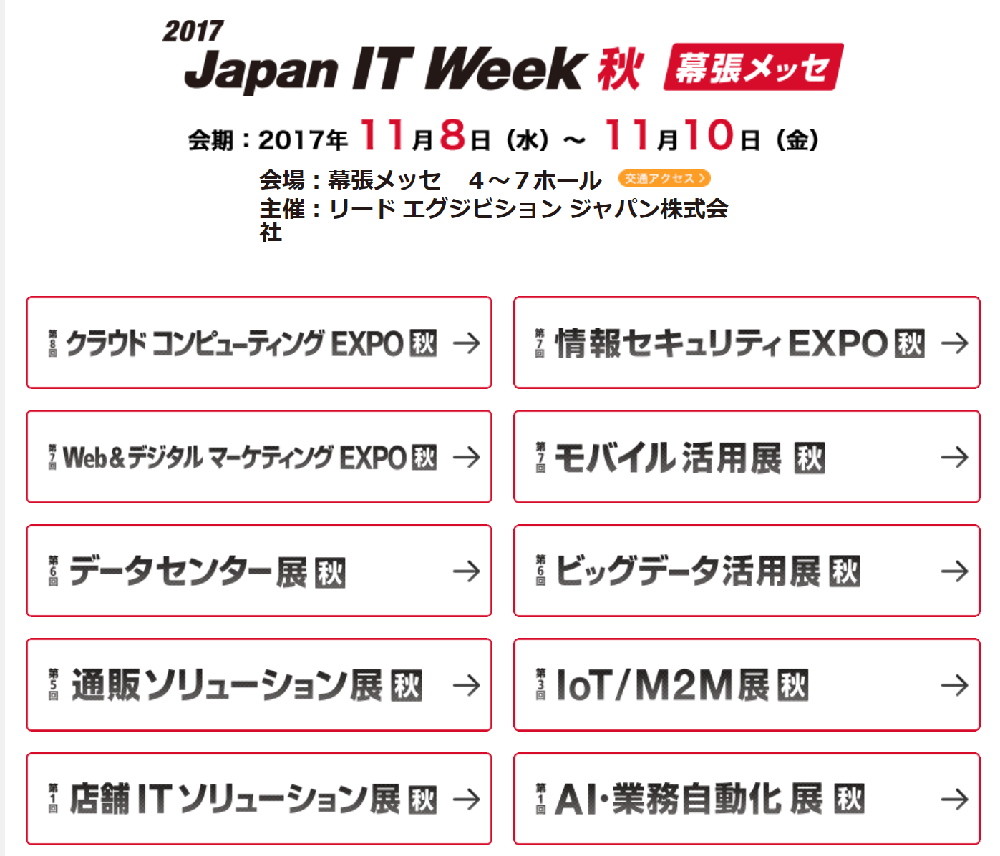 2017
Japan IT Week 秋 幕張メッセ
会期：2017年 11月8日（水）～ 11月10日（金）
会場：幕張メッセ　４～７ホール 交通アクセス
主催：リード エグジビション ジャパン株式会
社
第8回 クラウド コンピューティング EXPO 秋
第7回 情報セキュリティ EXPO 秋
第7回 Web＆デジタル マーケティング EXPO 秋
第7回 モバイル 活用展 秋
第6回 データセンター展 秋
第6回 ビッグデータ活用展 秋
第5回 通販ソリューション展 秋
第3回 IoT/M2M展 秋
第1回 店舗ITソリューション展 秋
第1回 AI・業務自動化 展 秋